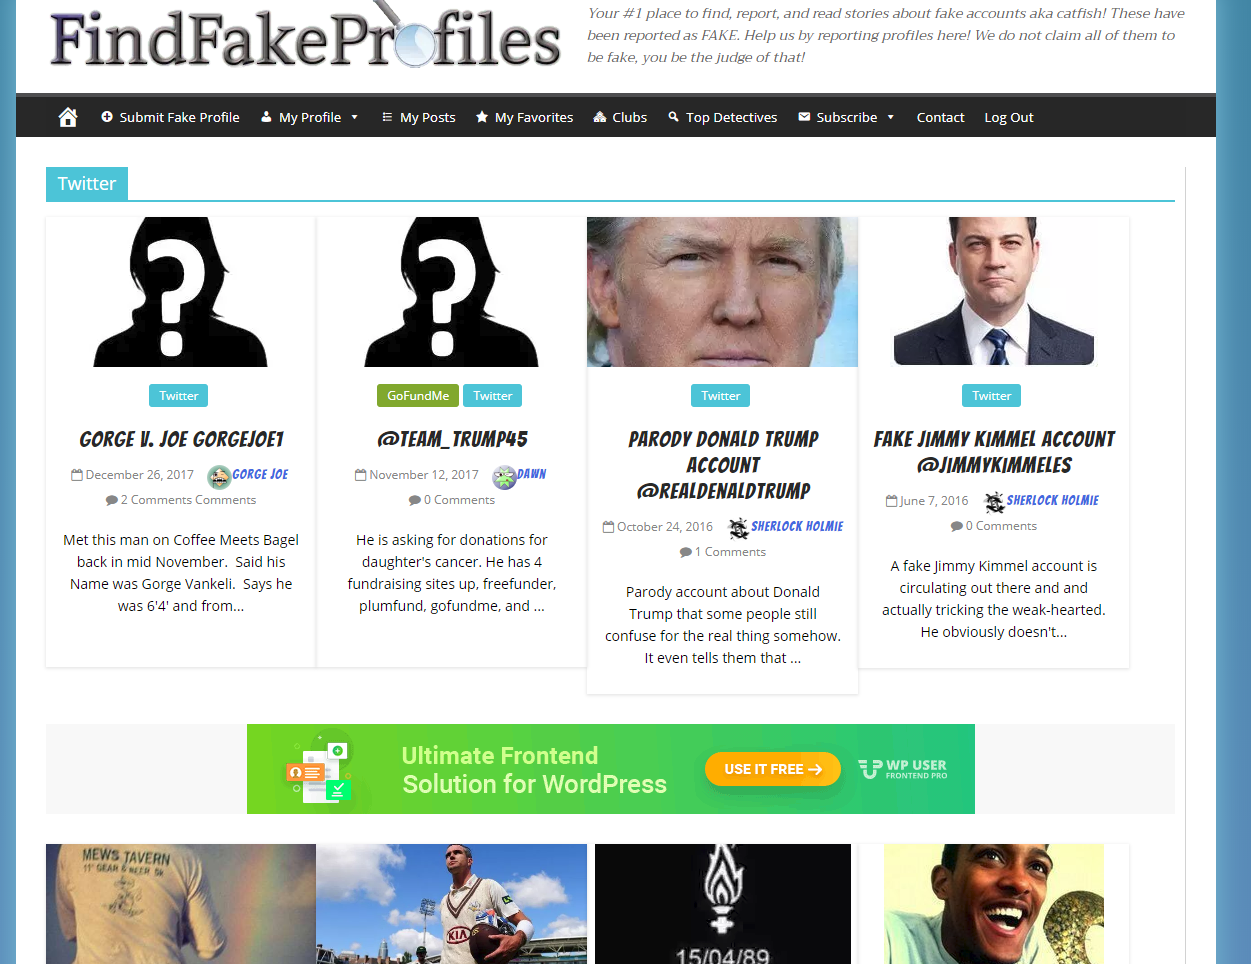 FindFakeProfiles
Your #1 place to find, report, and read stories about fake accounts aka catfish! These have
been reported as FAKE. Help us by reporting profiles here! We do not claim all of them to
be fake, you be the judge of that!
Submit Fake Profile My Profile My Posts My Favorites Clubs Top Detectives Subscribe Contact Log Out
Twitter
?
Twitter
GORGE V. JOE GORGEJOE1
December 26, 2017 GORGE JOE
2 Comments Comments
Met this man on Coffee Meets Bagel
back in mid November. Said his
Name was Gorge Vankeli. Says he
was 6'4' and from...
?
GoFundMe Twitter
@TEAM_TRUMP45
November 12, 2017 DAWN
0 Comments
He is asking for donations for
daughter's cancer. He has 4
fundraising sites up, freefunder,
plumfund, gofundme, and ...
Twitter
PARODY DONALD TRUMP
ACCOUNT
@REALDENALDTRUMP
October 24, 2016 SHERLOCK HOLMIE
1 Comments
Parody account about Donald
Trump that some people still
confuse for the real thing somehow.
It even tells them that ...
Twitter
FAKE JIMMY KIMMEL ACCOUNT
@JIMMYKIMMELES
June 7, 2016 SHERLOCK HOLMIE
0 Comments
A fake Jimmy Kimmel account is
circulating out there and and
actually tricking the weak-hearted.
He obviously doesn't...
Ultimate Frontend
Solution for WordPress
USE IT FREE
WP USER
FRONTEND PRO
MEWS TAVERN
KIA
15/04/89